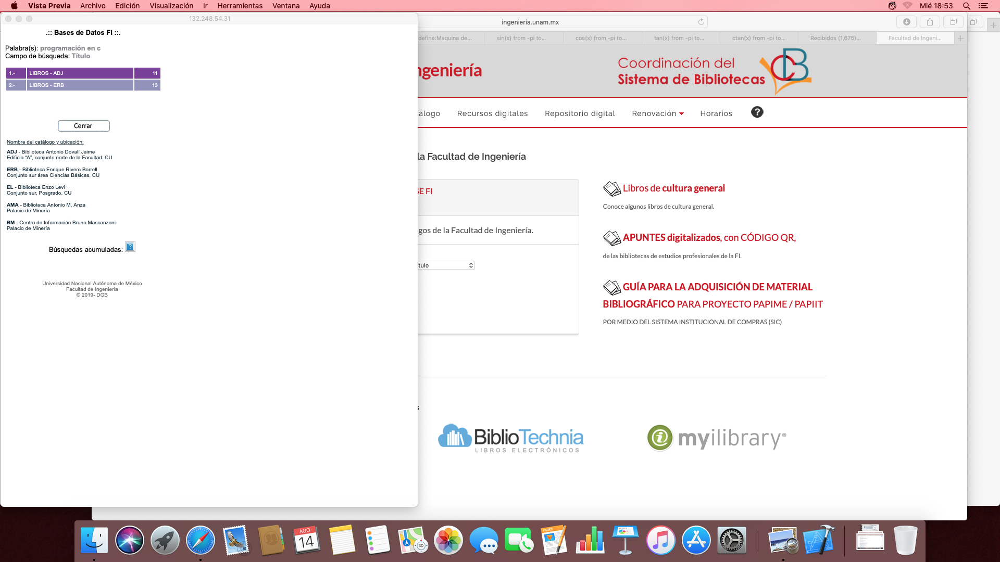 Vista Previa Archivo Edición Visualización Ir Herramientas Ventana Ayuda
Mié 18:53
132.248.54.31
.:: Bases de Datos FI ::.
Palabra(s): programación en c
Campo de búsqueda: Título
1.- LIBROS - ADJ 11
2.- LIBROS - ERB 13
Cerrar
Nombre del catálogo y ubicación:
ADJ - Biblioteca Antonio Dovalí Jaime
Edificio “A”, conjunto norte de la Facultad. CU
ERB - Biblioteca Enrique Rivero Borrell
Conjunto sur área Ciencias Básicas. CU
EL - Biblioteca Enzo Levi
Conjunto sur, Posgrado. CU
AMA - Biblioteca Antonio M. Anza
Palacio de Minería
BM - Centro de Información Bruno Mascanzoni
Palacio de Minería
Búsquedas acumuladas: ?
Universidad Nacional Autónoma de México
Facultad de Ingeniería
© 2019- DGB
ingenieria.unam.mx
define:Maquina de... sin(x) from -pi to... cos(x) from -pi to... tan(x) from -pi to... ctan(x) from -pi to... Recibidos (1,675)... Facultad de Ingeni...
ngeniería
Coordinación del
Sistema de Bibliotecas
CB
álogo Recursos digitales Repositorio digital Renovación Horarios ?
la Facultad de Ingeniería
SE FI
ogos de la Facultad de Ingeniería.
ítulo
Libros de cultura general
Conoce algunos libros de cultura general.
APUNTES digitalizados, con CÓDIGO QR,
de las bibliotecas de estudios profesionales de la FI.
GUÍA PARA LA ADQUISICIÓN DE MATERIAL
BIBLIOGRÁFICO PARA PROYECTO PAPIME / PAPIIT
POR MEDIO DEL SISTEMA INSTITUCIONAL DE COMPRAS (SIC)
s
BiblioTechnia
LIBROS ELECTRÓNICOS
i myilibrary®
AGO
14
3D
PAGES